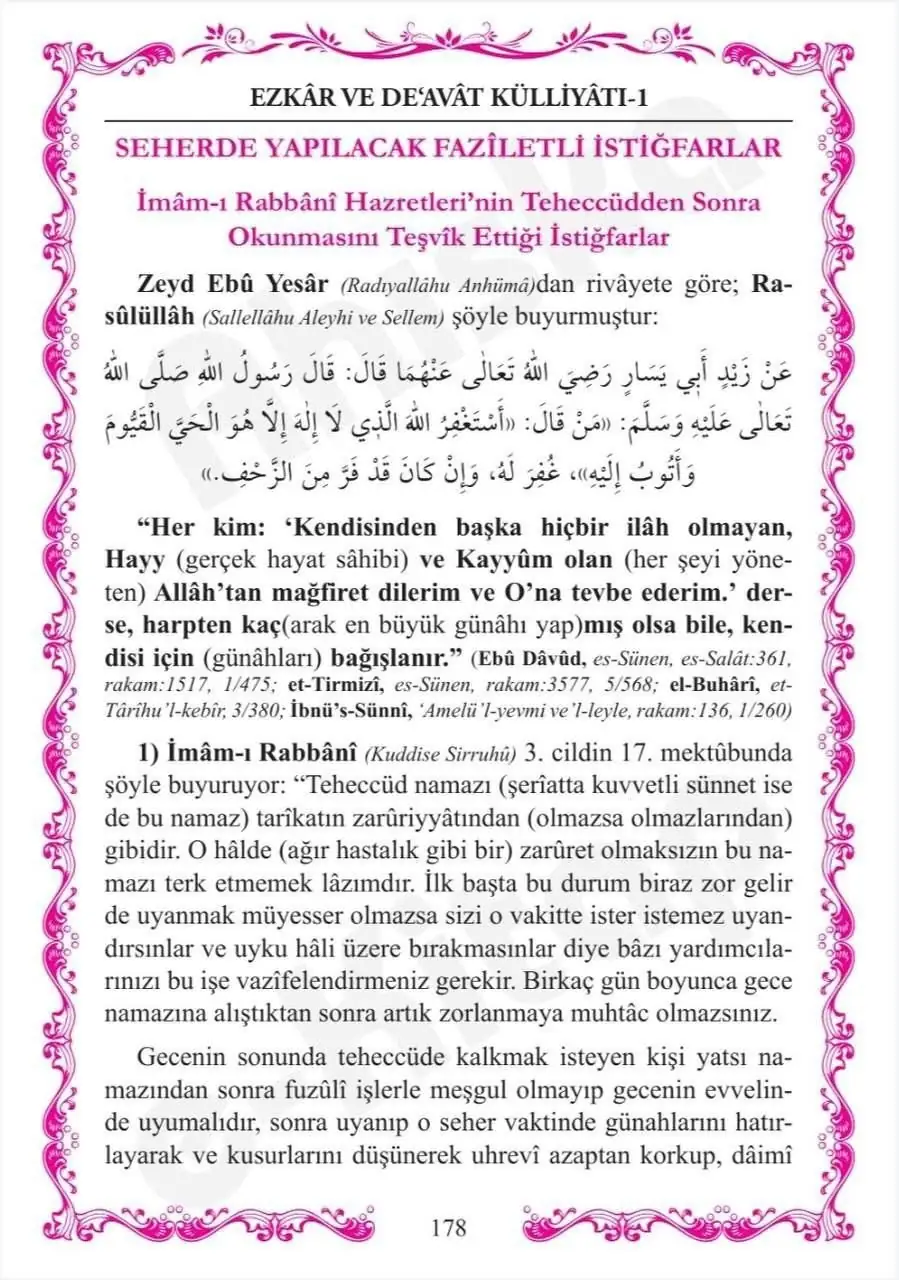 EZKÂR VE DE‘AVÂT KÜLLİYÂTI-1
SEHERDE YAPILACAK FAZÎLETLİ İSTİĞFARLAR
İmâm-ı Rabbânî Hazretleri’nin Teheccüdden Sonra
Okunmasını Teşvîk Ettiği İstiğfarlar
Zeyd Ebû Yesâr (Radıyallâhu Anhümâ)dan rivâyete göre; Ra-
sûlüllâh (Sallellâhu Aleyhi ve Sellem) şöyle buyurmuştur:
عَنْ زَيْدٍ أَبِي يَسَارٍ رَضِيَ اللهُ تَعَالٰى عَنْهُمَا قَالَ: قَالَ رَسُولُ اللهِ صَلَّى اللهُ
تَعَالٰى عَلَيْهِ وَسَلَّمَ: «مَنْ قَالَ: «أَسْتَغْفِرُ اللهَ الَّذِي لَا إِلٰهَ إِلَّا هُوَ الْحَيَّ الْقَيُّومَ
وَأَتُوبُ إِلَيْهِ»، غُفِرَ لَهُ، وَإِنْ كَانَ قَدْ فَرَّ مِنَ الزَّحْفِ.»
“Her kim: ‘Kendisinden başka hiçbir ilâh olmayan,
Hayy (gerçek hayat sâhibi) ve Kayyûm olan (her şeyi yöne-
ten) Allâh’tan mağfiret dilerim ve O’na tevbe ederim.’ der-
se, harpten kaç(arak en büyük günâhı yap)mış olsa bile, ken-
disi için (günâhları) bağışlanır.” (Ebû Dâvûd, es-Sünen, es-Salât:361,
rakam:1517, 1/475; et-Tirmizî, es-Sünen, rakam:3577, 5/568; el-Buhârî, et-
Târîhu’l-kebîr, 3/380; İbnü’s-Sünnî, ‘Amelü’l-yevmi ve’l-leyle, rakam:136, 1/260)
1) İmâm-ı Rabbânî (Kuddise Sirruhû) 3. cildin 17. mektûbunda
şöyle buyuruyor: “Teheccüd namazı (şerîatta kuvvetli sünnet ise
de bu namaz) tarîkatın zarûriyyâtından (olmazsa olmazlarından)
gibidir. O hâlde (ağır hastalık gibi bir) zarûret olmaksızın bu na-
mazı terk etmemek lâzımdır. İlk başta bu durum biraz zor gelir
de uyanmak müyesser olmazsa sizi o vakitte ister istemez uyan-
dırsınlar ve uyku hâli üzere bırakmasınlar diye bâzı yardımcıla-
rınızı bu işe vazîfelendirmeniz gerekir. Birkaç gün boyunca gece
namazına alıştıktan sonra artık zorlanmaya muhtâc olmazsınız.
Gecenin sonunda teheccüde kalkmak isteyen kişi yatsı na-
mazından sonra fuzûlî işlerle meşgul olmayıp gecenin evvelin-
de uyumalıdır, sonra uyanıp o seher vaktinde günahlarını hatır-
layarak ve kusurlarını düşünerek uhrevî azaptan korkup, dâimî
178